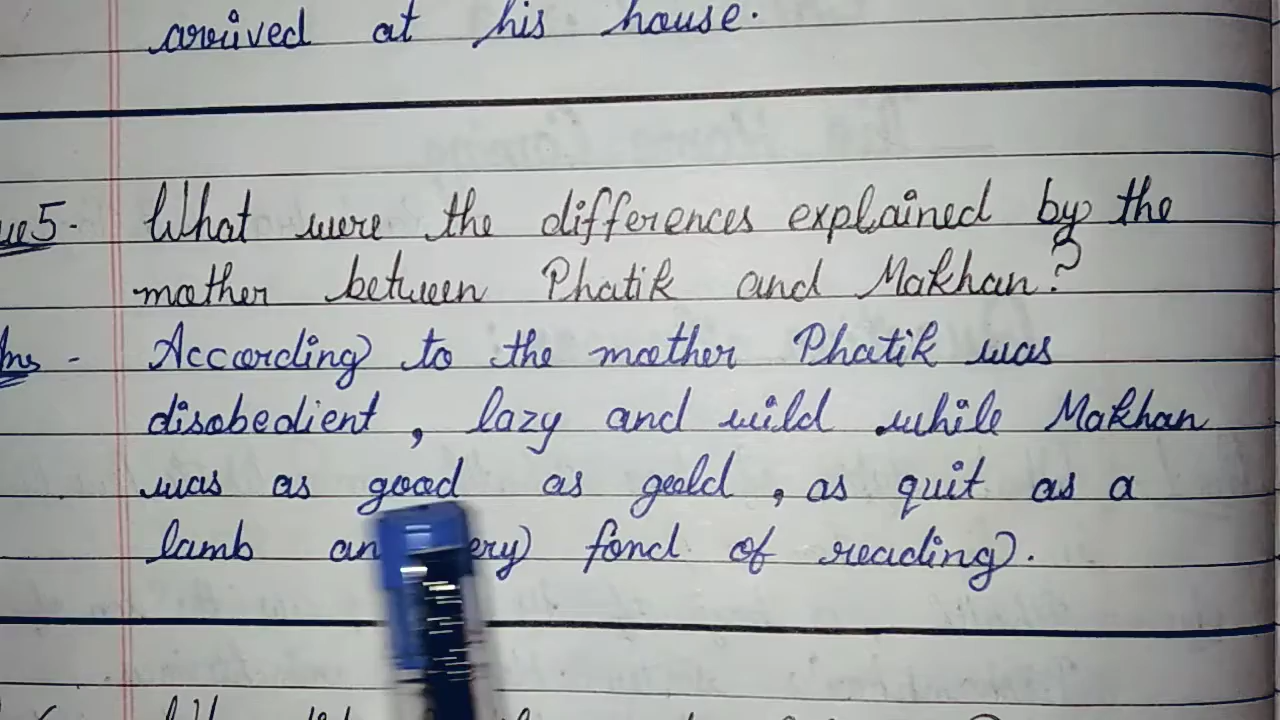 arrived at his house.
ue5. What were the differences explained by the
mother between Phatik and Makhan?
Ans - According to the mother Phatik was
disobedient, lazy and wild while Makhan
was as good as gold, as quit as a
lamb an ery fond of reading.